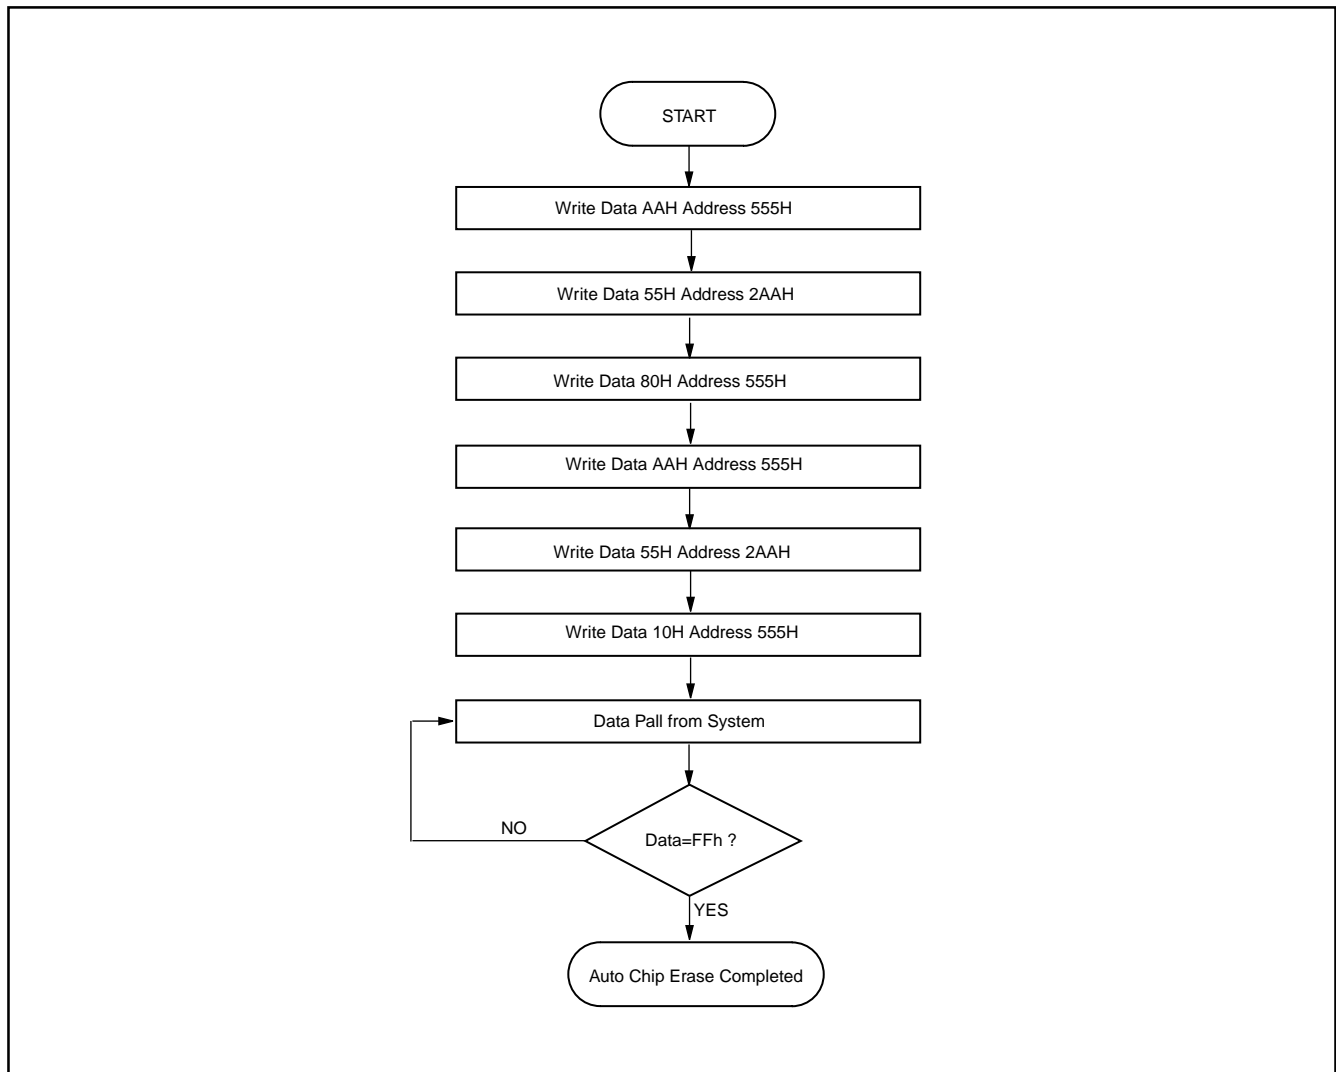 START
Write Data AAH Address 555H
Write Data 55H Address 2AAH
Write Data 80H Address 555H
Write Data AAH Address 555H
Write Data 55H Address 2AAH
Write Data 10H Address 555H
Data Pall from System
NO
Data=FFh ?
YES
Auto Chip Erase Completed